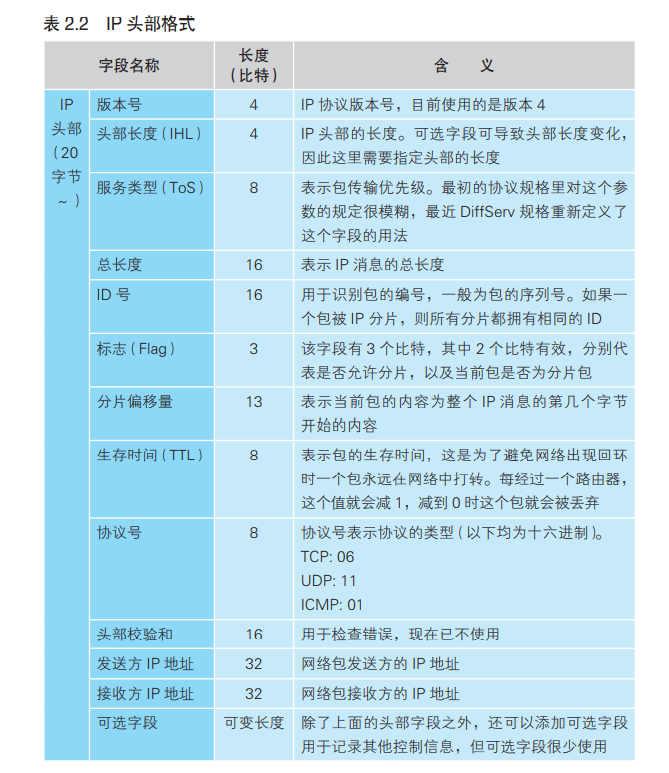 表 2.2 IP 头部格式
字段名称
长度
（比特）
含 义
IP
头部
（20
字节
~ ）
版本号
4
IP 协议版本号，目前使用的是版本 4
头部长度（IHL）
4
IP 头部的长度。可选字段可导致头部长度变化，
因此这里需要指定头部的长度
服务类型（ToS）
8
表示包传输优先级。最初的协议规格里对这个参
数的规定很模糊，最近 DiffServ 规格重新定义了
这个字段的用法
总长度
16
表示 IP 消息的总长度
ID 号
16
用于识别包的编号，一般为包的序列号。如果一
个包被 IP 分片，则所有分片都拥有相同的 ID
标志（Flag）
3
该字段有 3 个比特，其中 2 个比特有效，分别代
表是否允许分片，以及当前包是否为分片包
分片偏移量
13
表示当前包的内容为整个 IP 消息的第几个字节
开始的内容
生存时间（TTL）
8
表示包的生存时间，这是为了避免网络出现回环
时一个包永远在网络中打转。每经过一个路由器，
这个值就会减 1，减到 0 时这个包就会被丢弃
协议号
8
协议号表示协议的类型（以下均为十六进制）。
TCP: 06
UDP: 11
ICMP: 01
头部校验和
16
用于检查错误，现在已不使用
发送方 IP 地址
32
网络包发送方的 IP 地址
接收方 IP 地址
32
网络包接收方的 IP 地址
可选字段
可变长度
除了上面的头部字段之外，还可以添加可选字段
用于记录其他控制信息，但可选字段很少使用